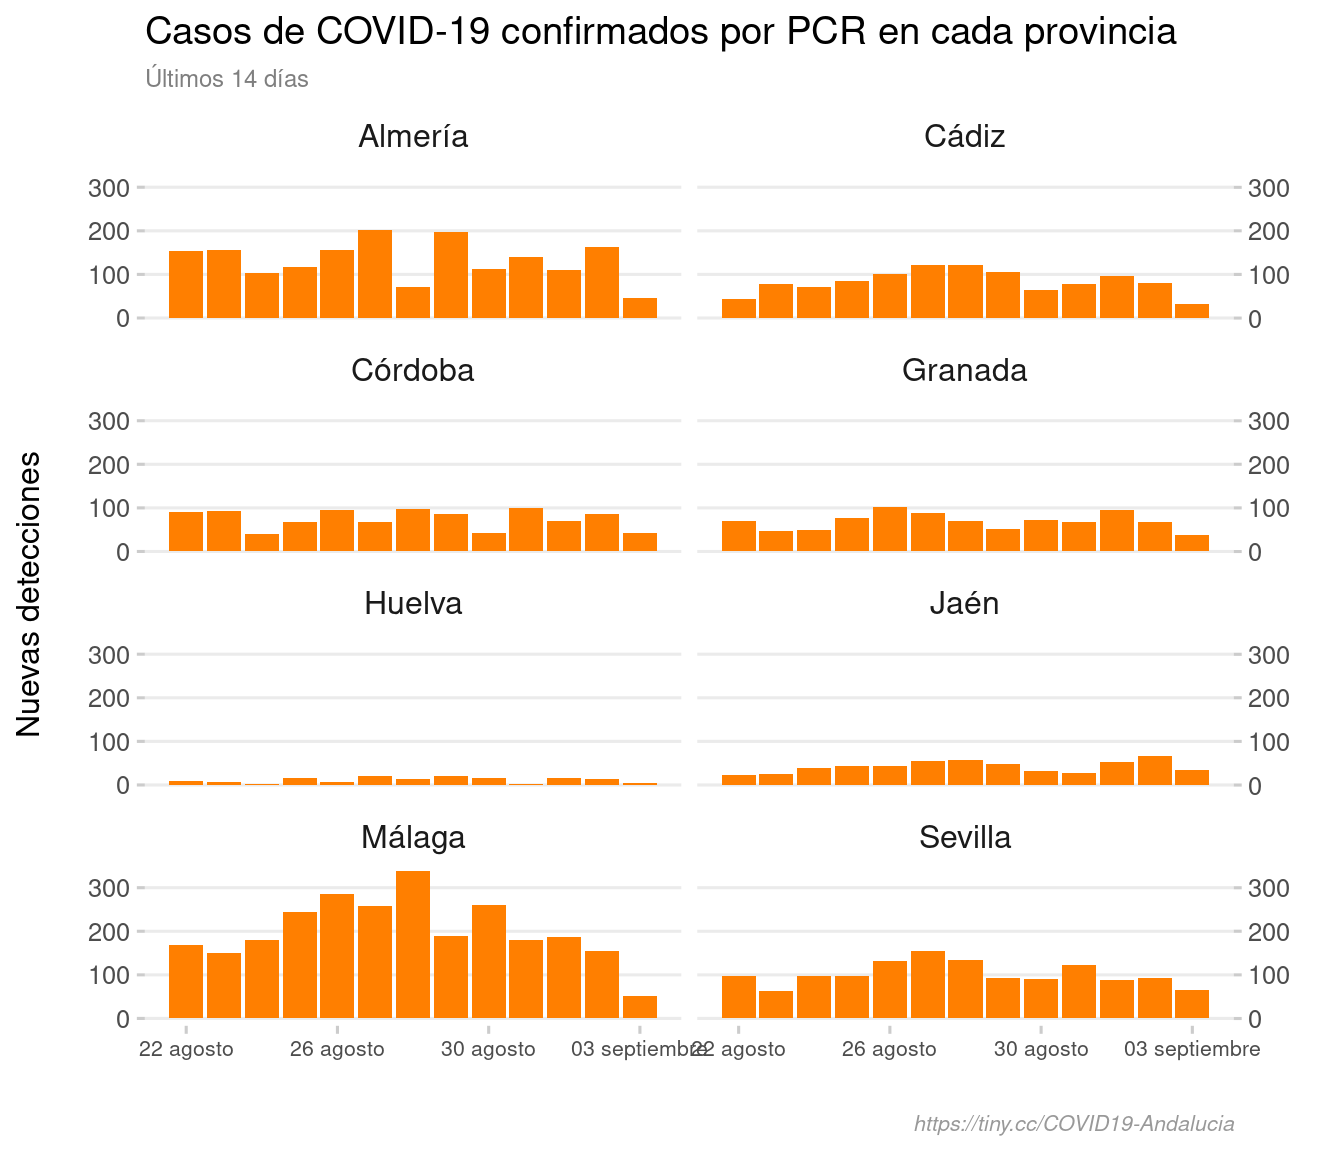 Casos de COVID-19 confirmados por PCR en cada provincia
Últimos 14 días
Nuevas detecciones
Almería
Cádiz
300
200
100
0
300
200
100
0
Córdoba
Granada
300
200
100
0
300
200
100
0
Huelva
Jaén
300
200
100
0
300
200
100
0
Málaga
Sevilla
300
200
100
0
300
200
100
0
22 agosto 26 agosto 30 agosto 03 septiembre
22 agosto 26 agosto 30 agosto 03 septiembre
https://tiny.cc/COVID19-Andalucia